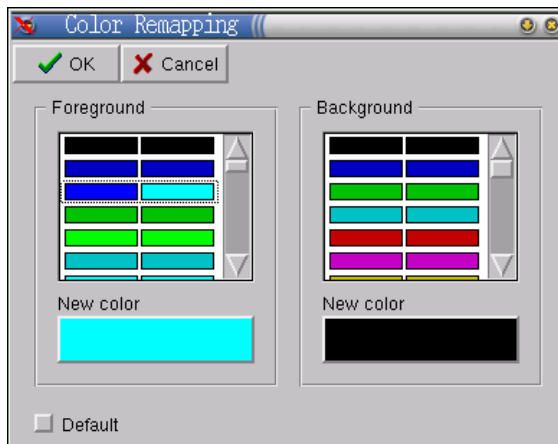 Color Remapping
OK Cancel
Foreground Background
New color New color
Default